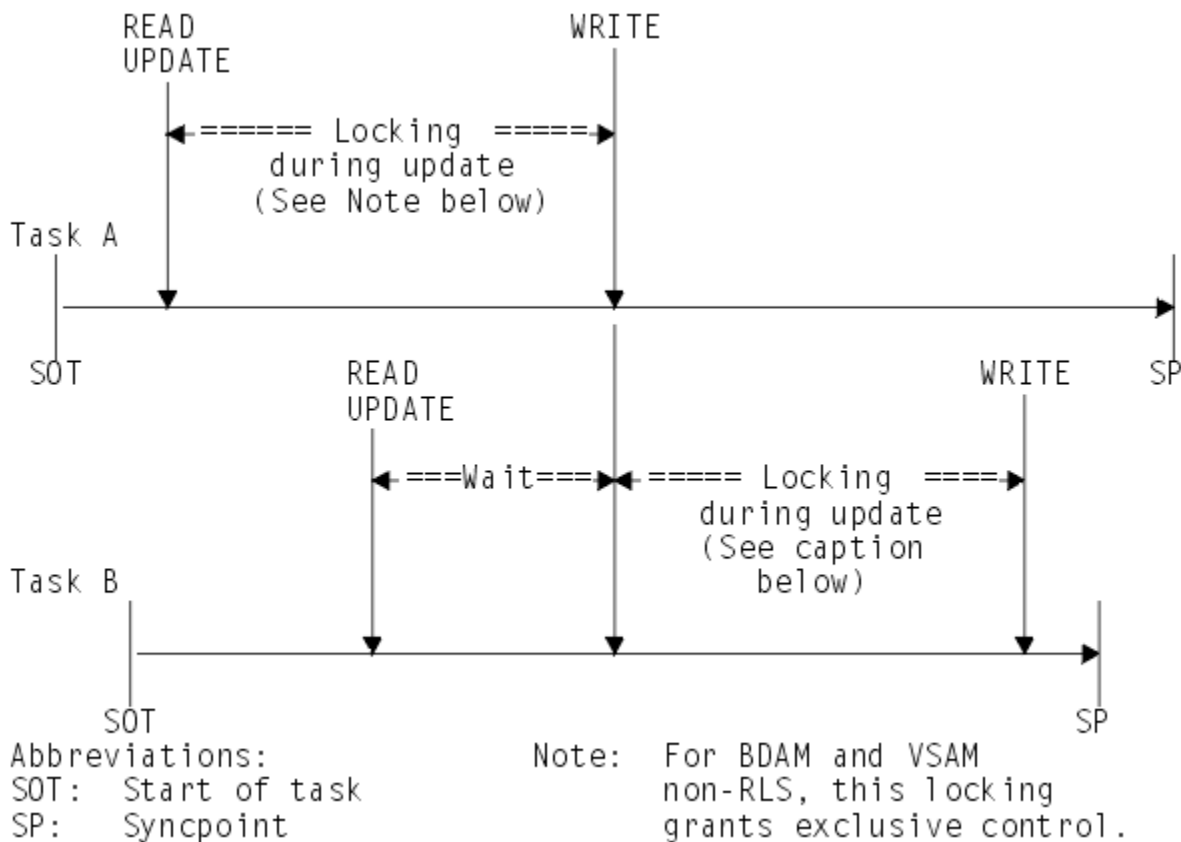 READ
UPDATE
WRITE
====== Locking =====
during update
(See Note below)
Task A
SOT
READ
UPDATE
WRITE
SP
===Wait===
===== Locking ====
during update
(See caption
below)
Task B
SOT
SP
Abbreviations:
SOT: Start of task
SP: Syncpoint
Note: For BDAM and VSAM
non-RLS, this locking
grants exclusive control.